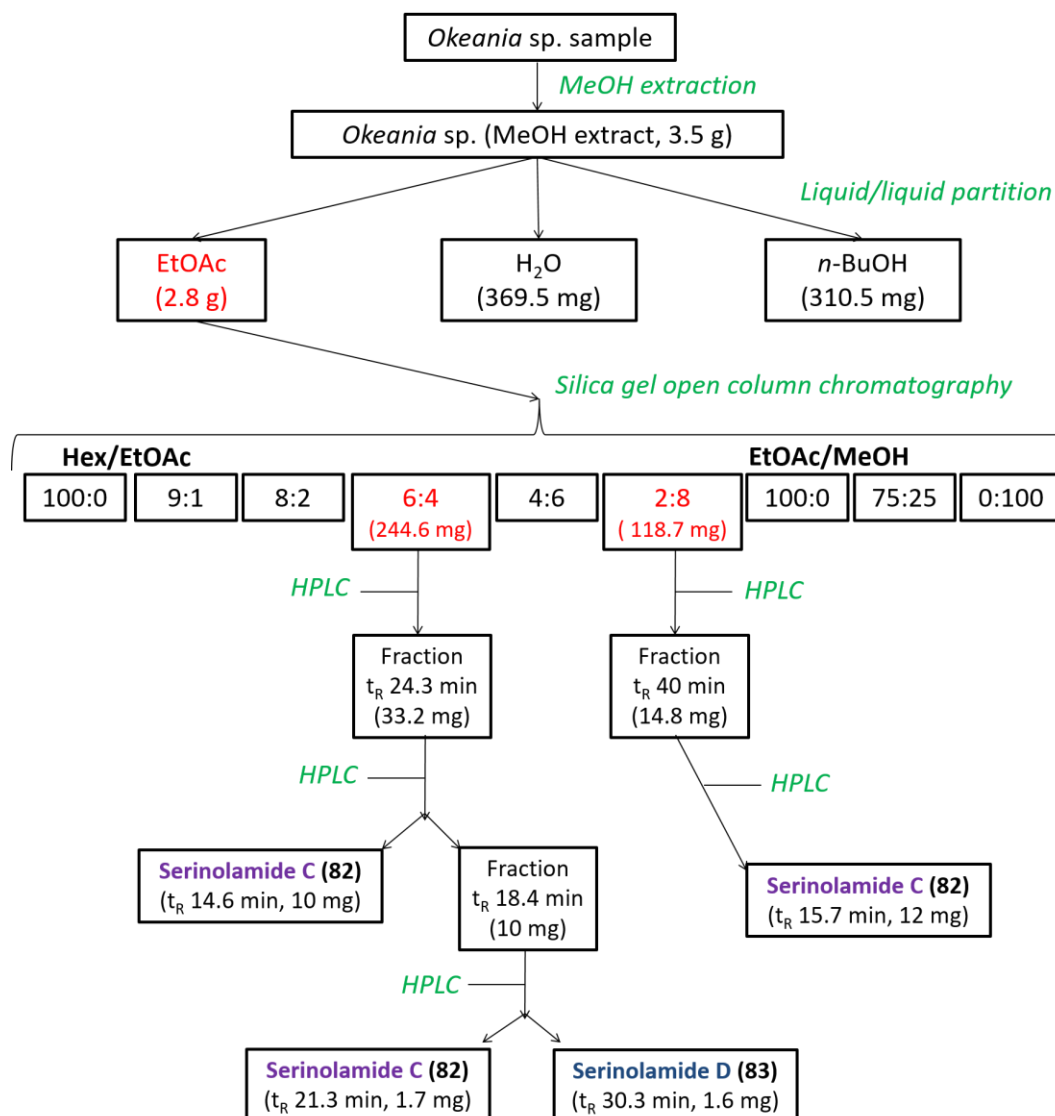 Okeania sp. sample
MeOH extraction
Okeania sp. (MeOH extract, 3.5 g)
Liquid/liquid partition
EtOAc
(2.8 g)
H₂O
(369.5 mg)
n-BuOH
(310.5 mg)
Silica gel open column chromatography
Hex/EtOAc
EtOAc/MeOH
100:0
9:1
8:2
6:4
(244.6 mg)
4:6
2:8
( 118.7 mg)
100:0
75:25
0:100
HPLC
HPLC
Fraction
tR 24.3 min
(33.2 mg)
Fraction
tR 40 min
(14.8 mg)
HPLC
HPLC
Serinolamide C (82)
(tR 14.6 min, 10 mg)
Fraction
tR 18.4 min
(10 mg)
Serinolamide C (82)
(tR 15.7 min, 12 mg)
HPLC
Serinolamide C (82)
(tR 21.3 min, 1.7 mg)
Serinolamide D (83)
(tR 30.3 min, 1.6 mg)